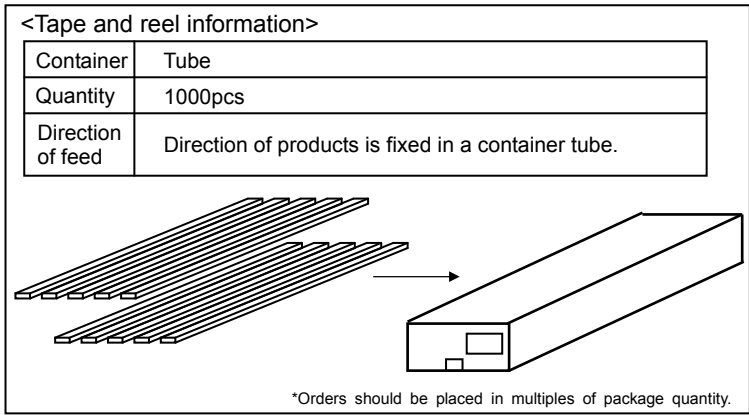 <Tape and reel information>
Container Tube
Quantity 1000pcs
Direction of feed Direction of products is fixed in a container tube.
*Orders should be placed in multiples of package quantity.